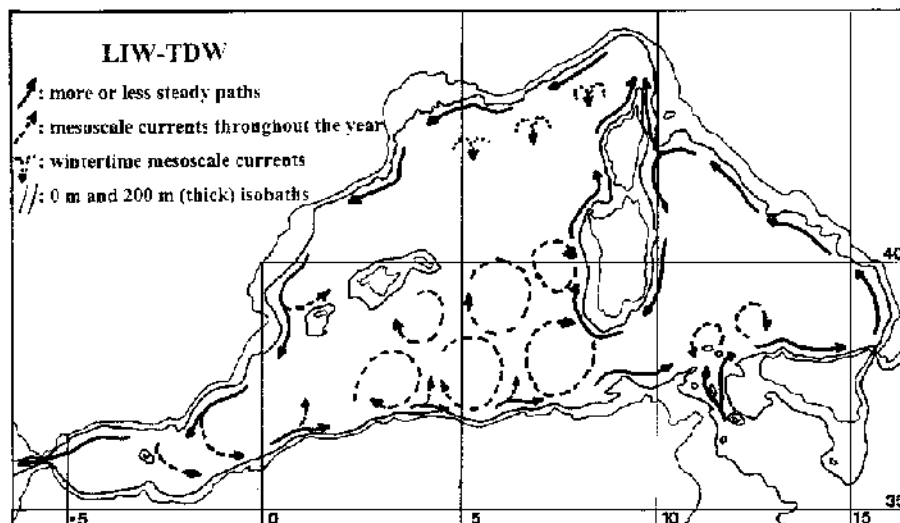 LIW-TDW
: more or less steady paths
: mesoscale currents throughout the year
: wintertime mesoscale currents
: 0 m and 200 m (thick) isobaths
40
35
-5
0
5
10
15